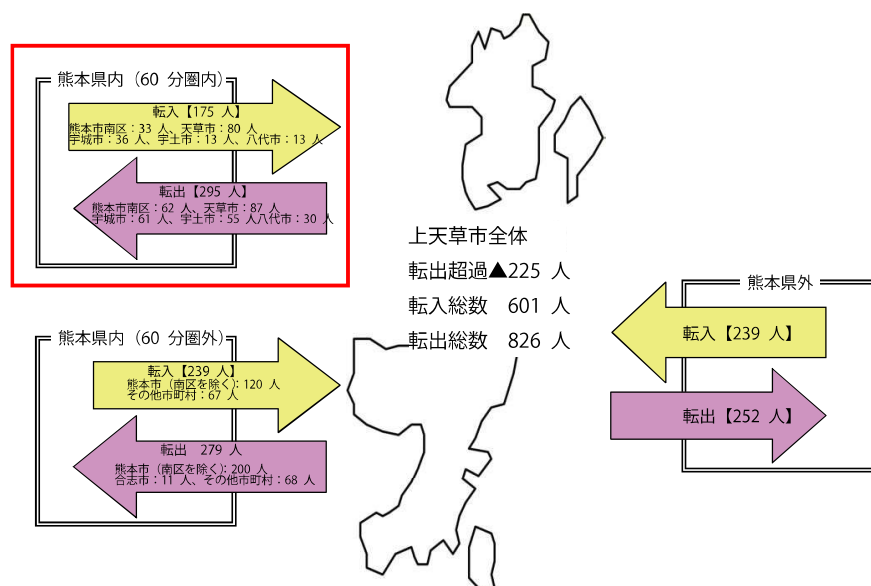 熊本県内（60 分圏内）
転入【175 人】
熊本市南区：33 人、天草市：80 人
宇城市：36 人、宇土市：13 人、八代市：13 人
転出【295 人】
熊本市南区：62 人、天草市：87 人
宇城市：61 人、宇土市：55 人八代市：30 人
上天草市全体
転出超過▲225 人
転入総数 601 人
転出総数 826 人
熊本県内（60 分圏外）
転入【239 人】
熊本市（南区を除く）：120 人
その他市町村：67 人
転出 279 人
熊本市（南区を除く）：200 人
合志市：11 人、その他市町村：68 人
熊本県外
転入【239 人】
転出【252 人】